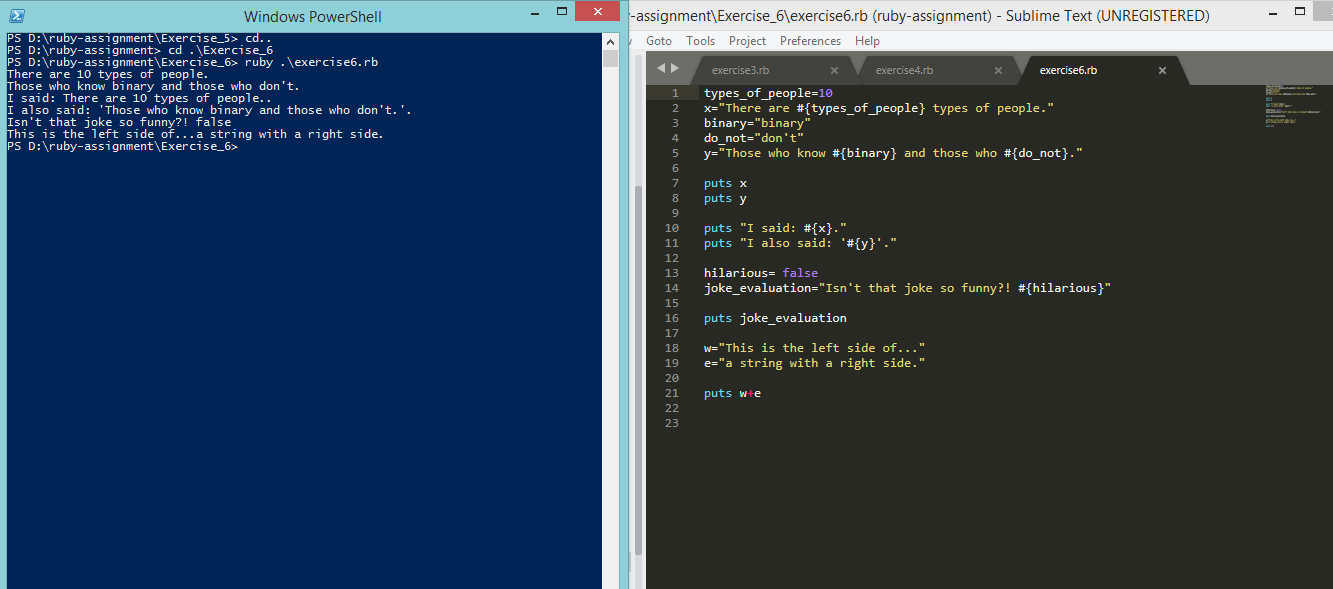 Windows PowerShell
PS D:\ruby-assignment\Exercise_5> cd..
PS D:\ruby-assignment> cd .\Exercise_6
PS D:\ruby-assignment\Exercise_6> ruby .\exercise6.rb
There are 10 types of people.
Those who know binary and those who don't.
I said: There are 10 types of people..
I also said: 'Those who know binary and those who don't.'.
Isn't that joke so funny?! false
This is the left side of...a string with a right side.
PS D:\ruby-assignment\Exercise_6>
-assignment\Exercise_6\exercise6.rb (ruby-assignment) - Sublime Text (UNREGISTERED)
Goto Tools Project Preferences Help
exercise3.rb exercise4.rb exercise6.rb
1 types_of_people=10
2 x="There are #{types_of_people} types of people."
3 binary="binary"
4 do_not="don't"
5 y="Those who know #{binary} and those who #{do_not}."
6
7 puts x
8 puts y
9
10 puts "I said: #{x}."
11 puts "I also said: '#{y}'."
12
13 hilarious= false
14 joke_evaluation="Isn't that joke so funny?! #{hilarious}"
15
16 puts joke_evaluation
17
18 w="This is the left side of..."
19 e="a string with a right side."
20
21 puts w+e
22
23